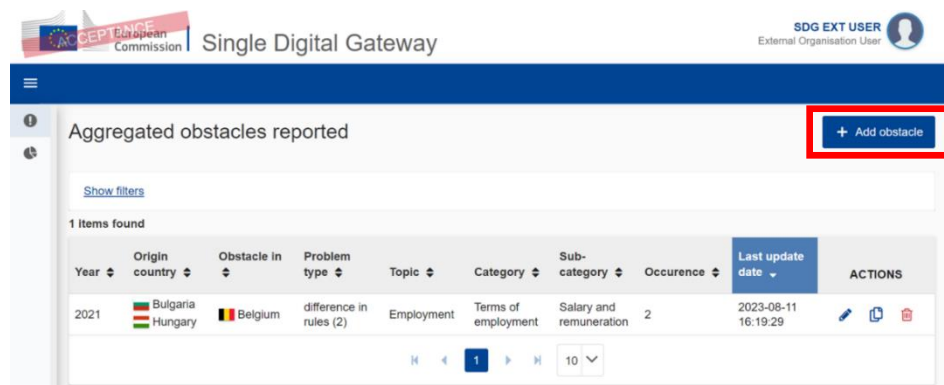 ACCEPTANCE
European
Commission
Single Digital Gateway
SDG EXT USER
External Organisation User
Aggregated obstacles reported
+ Add obstacle
Show filters
1 items found
Year Origin country Obstacle in Problem type Topic Category Sub-category Occurence Last update date ACTIONS
2021 Bulgaria Hungary Belgium difference in rules (2) Employment Terms of employment Salary and remuneration 2 2023-08-11 16:19:29
1 10